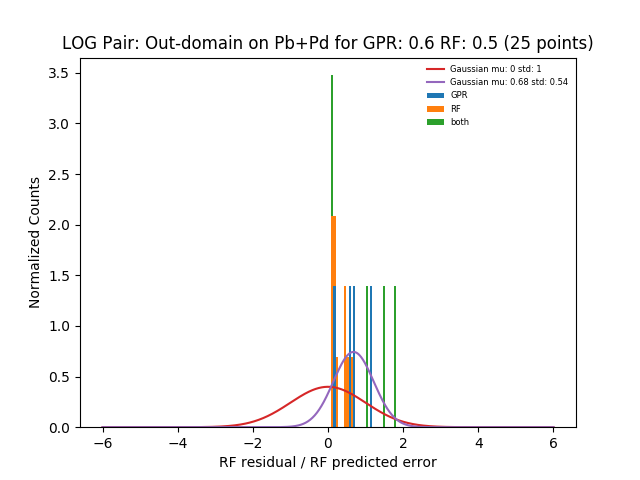 LOG Pair: Out-domain on Pb+Pd for GPR: 0.6 RF: 0.5 (25 points)
Gaussian mu: 0 std: 1
Gaussian mu: 0.68 std: 0.54
GPR
RF
both
Normalized Counts
3.5
3.0
2.5
2.0
1.5
1.0
0.5
0.0
−6 −4 −2 0 2 4 6
RF residual / RF predicted error